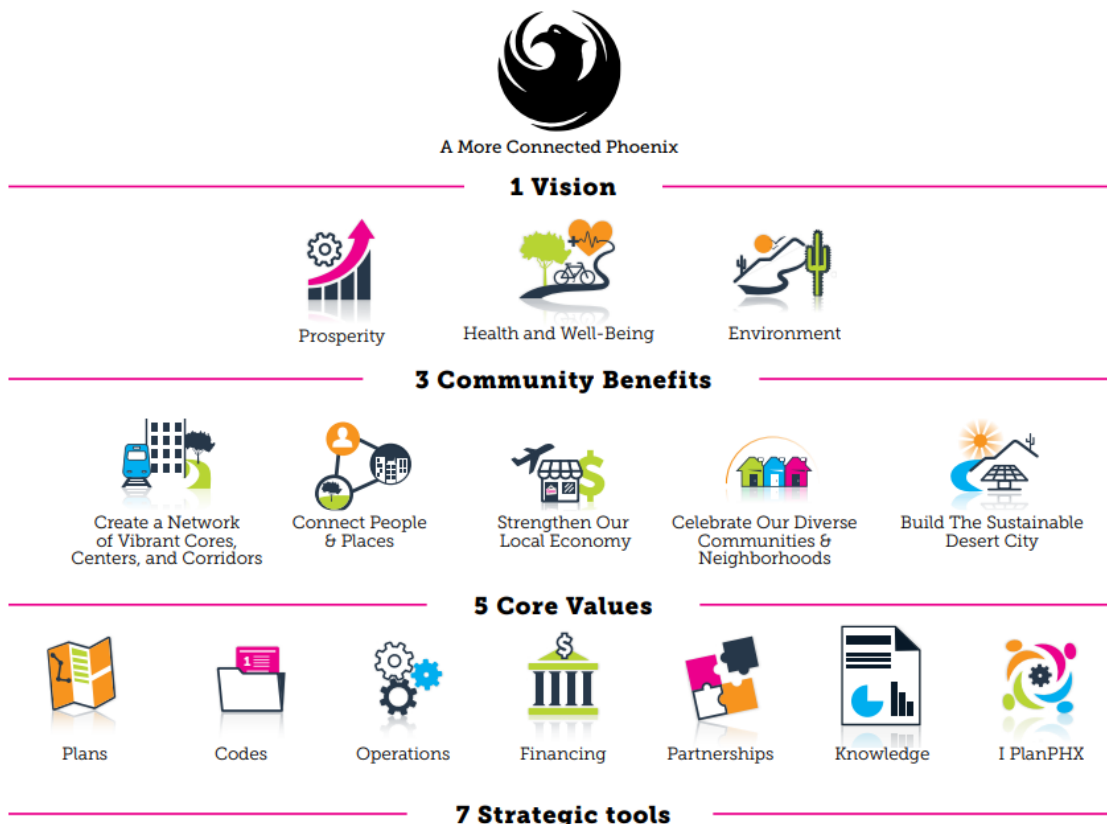 A More Connected Phoenix
1 Vision
Prosperity
Health and Well-Being
Environment
3 Community Benefits
Create a Network
of Vibrant Cores,
Centers, and Corridors
Connect People
& Places
Strengthen Our
Local Economy
Celebrate Our Diverse
Communities &
Neighborhoods
Build The Sustainable
Desert City
5 Core Values
1
$
Plans
Codes
Operations
Financing
Partnerships
Knowledge
I PlanPHX
7 Strategic tools